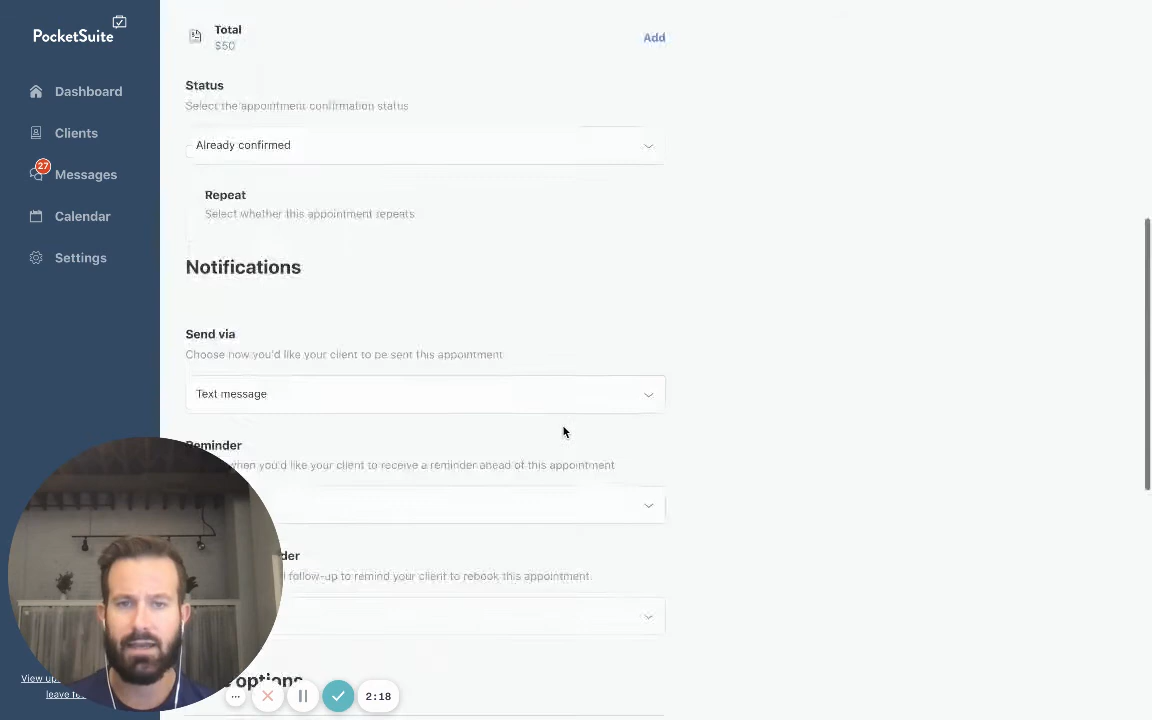 PocketSuite
Dashboard
Clients
27
Messages
Calendar
Settings
View up
leave fe
Total
$50
Add
Status
Select the appointment confirmation status
Already confirmed
Repeat
Select whether this appointment repeats
Notifications
Send via
Choose how you'd like your client to be sent this appointment
Text message
Reminder
when you'd like your client to receive a reminder ahead of this appointment
der
follow-up to remind your client to rebook this appointment.
options
2:18